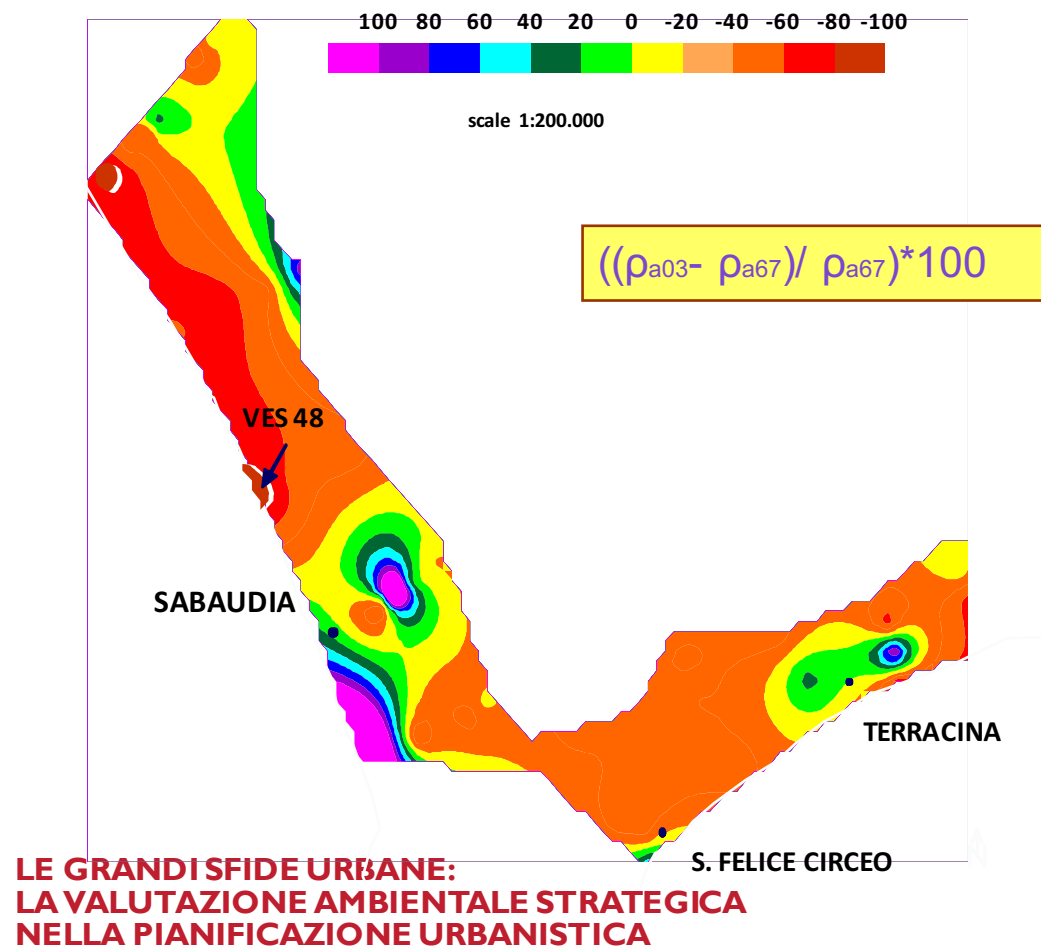 100 80 60 40 20 0 -20 -40 -60 -80 -100
scale 1:200.000
((ρa03- ρa67)/ ρa67)*100
VES 48
SABAUDIA
TERRACINA
S. FELICE CIRCEO
LE GRANDI SFIDE URBANE:
LA VALUTAZIONE AMBIENTALE STRATEGICA
NELLA PIANIFICAZIONE URBANISTICA